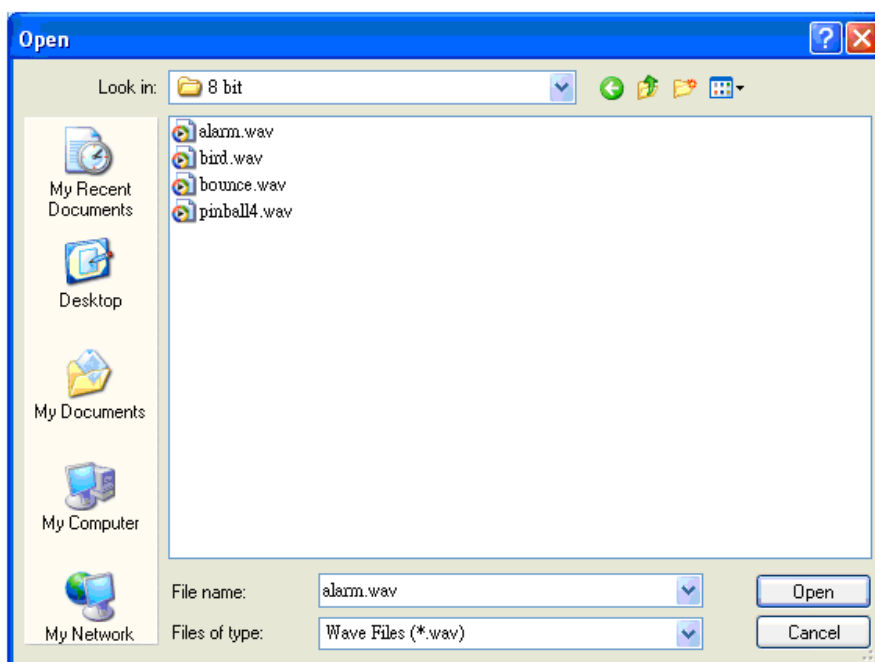 Open
Look in: 8 bit
alarm.wav
bird.wav
bounce.wav
pinball4.wav
My Recent
Documents
Desktop
My Documents
My Computer
My Network
File name: alarm.wav Open
Files of type: Wave Files (*.wav) Cancel